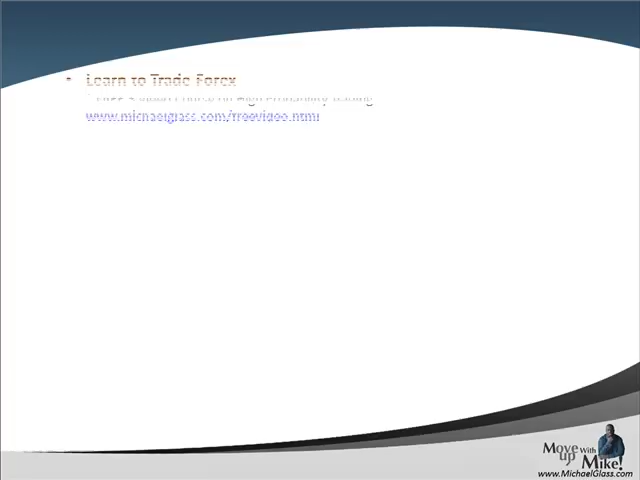 • Learn to Trade Forex
www.michaelglass.com/freevideo.html
Move up With Mike!
www.MichaelGlass.com